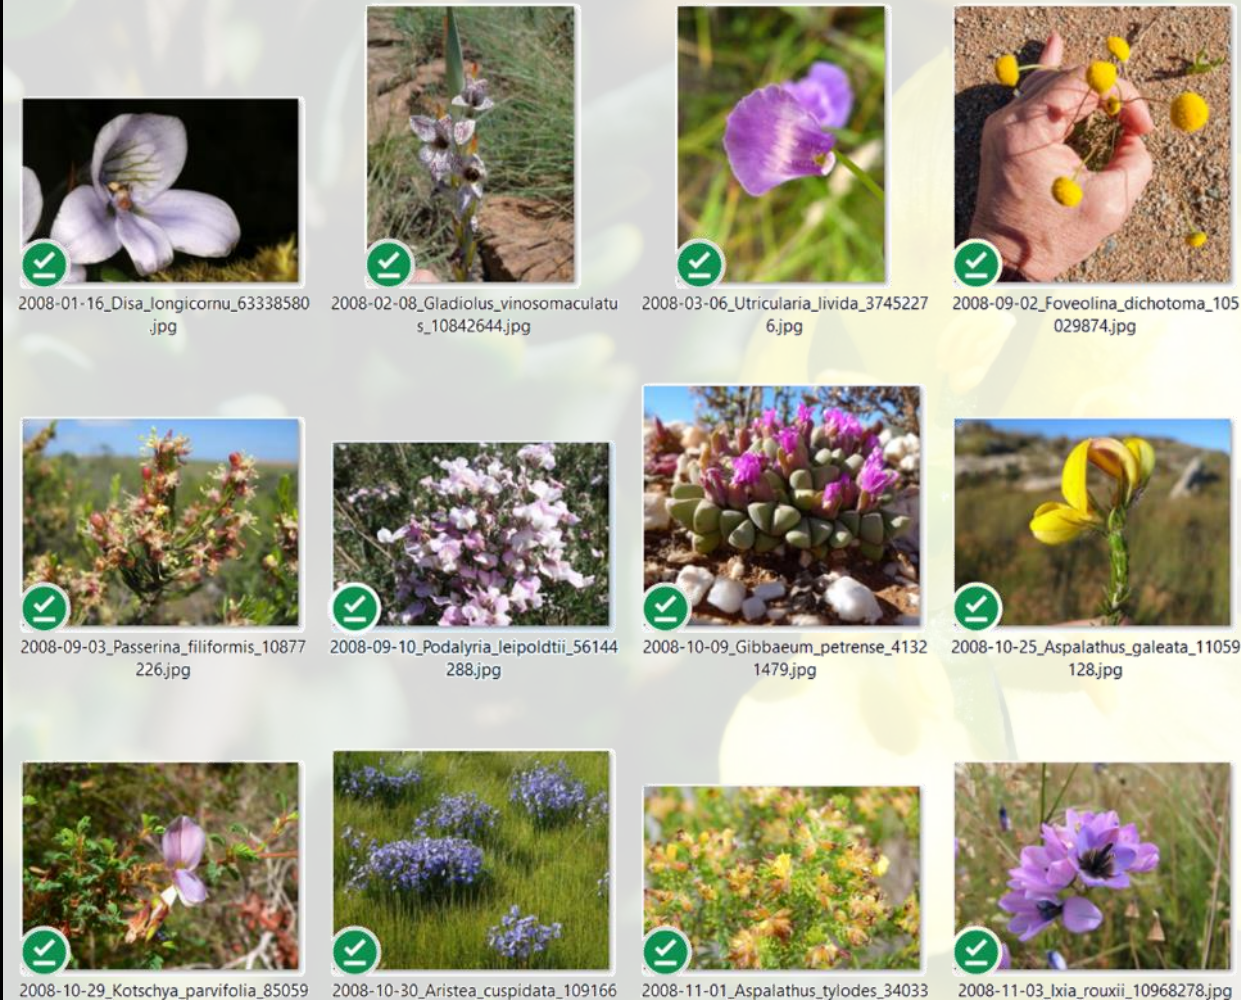 2008-01-16_Disa_longicornu_63338580
.jpg
2008-02-08_Gladiolus_vinosomaculatu
s_10842644.jpg
2008-03-06_Utricularia_livida_3745227
6.jpg
2008-09-02_Foveolina_dichotoma_105
029874.jpg
2008-09-03_Passerina_filiformis_10877
226.jpg
2008-09-10_Podalyria_leipoldtii_56144
288.jpg
2008-10-09_Gibbaeum_petrense_4132
1479.jpg
2008-10-25_Aspalathus_galeata_11059
128.jpg
2008-10-29_Kotschya_parvifolia_85059
2008-10-30_Aristea_cuspidata_109166
2008-11-01_Aspalathus_tylodes_34033
2008-11-03_Ixia_rouxii_10968278.jpg